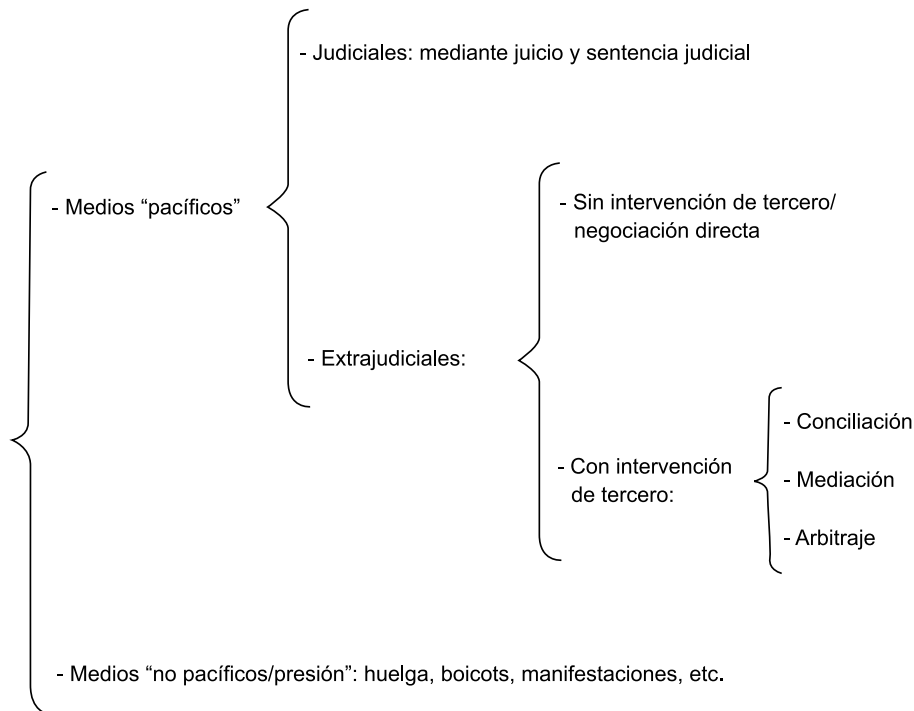 - Judiciales: mediante juicio y sentencia judicial
- Medios “pacíficos”
- Sin intervención de tercero/
negociación directa
- Extrajudiciales:
- Conciliación
- Con intervención
de tercero:
- Mediación
- Arbitraje
- Medios “no pacíficos/presión”: huelga, boicots, manifestaciones, etc.